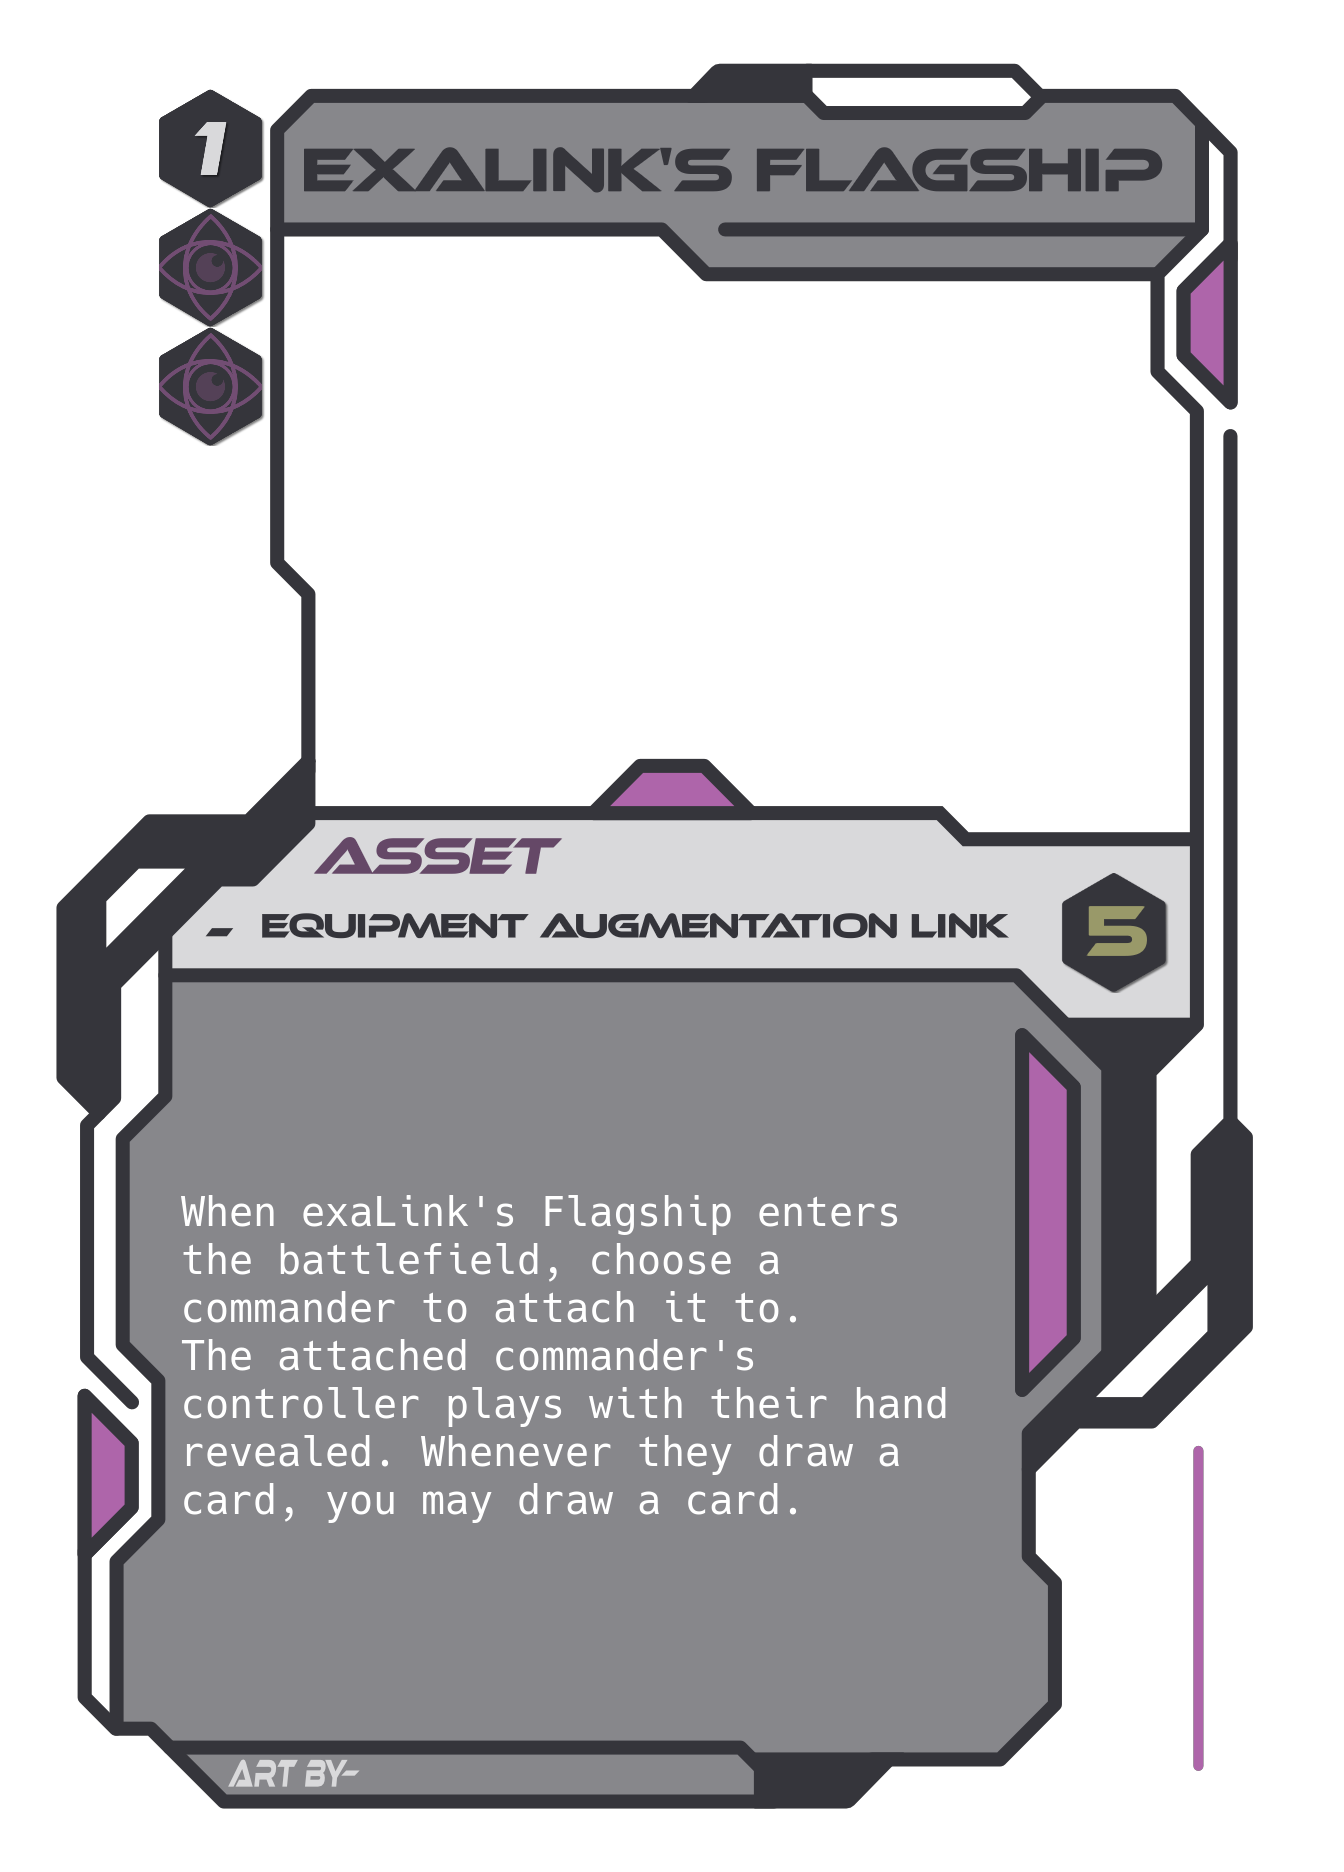 1
EXALINK'S FLAGSHIP
ASSET
- EQUIPMENT AUGMENTATION LINK
5
When exaLink's Flagship enters
the battlefield, choose a
commander to attach it to.
The attached commander's
controller plays with their hand
revealed. Whenever they draw a
card, you may draw a card.
ART BY-